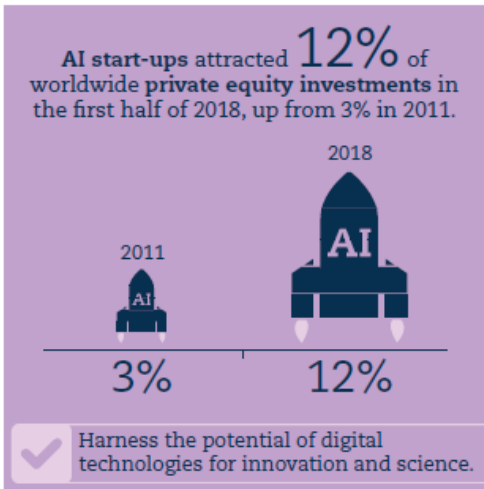 AI start-ups attracted 12% of
worldwide private equity investments in
the first half of 2018, up from 3% in 2011.
2018
AI
2011
AI
3%
12%
Harness the potential of digital
technologies for innovation and science.